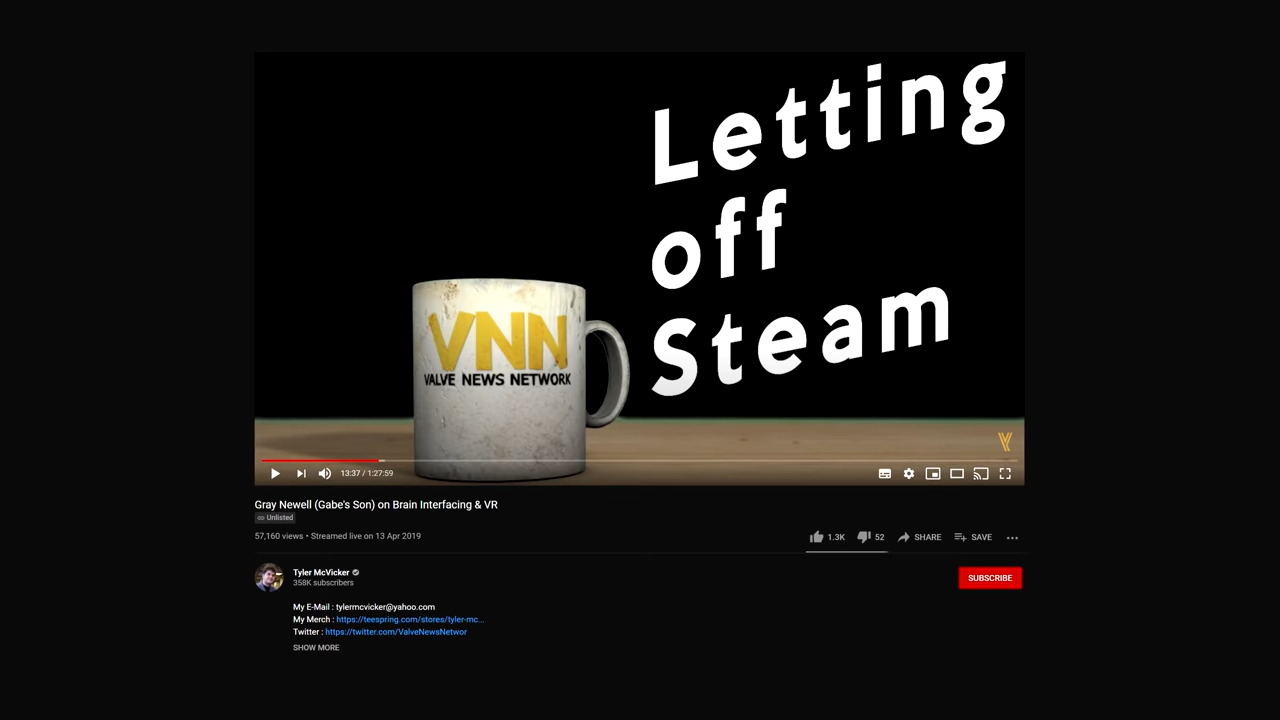 Letting
off
Steam
VNN
VALVE NEWS NETWORK
13:37 / 1:27:59
Gray Newell (Gabe's Son) on Brain Interfacing & VR
Unlisted
57,160 views • Streamed live on 13 Apr 2019
1.3K 52 SHARE SAVE
Tyler McVicker
358K subscribers
SUBSCRIBE
My E-Mail : tylermcvicker@yahoo.com
My Merch : https://teespring.com/stores/tyler-mc...
Twitter : https://twitter.com/ValveNewsNetwor
SHOW MORE